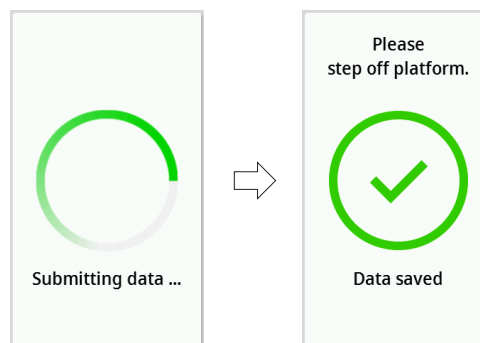 Submitting data ...
Please
step off platform.
Data saved